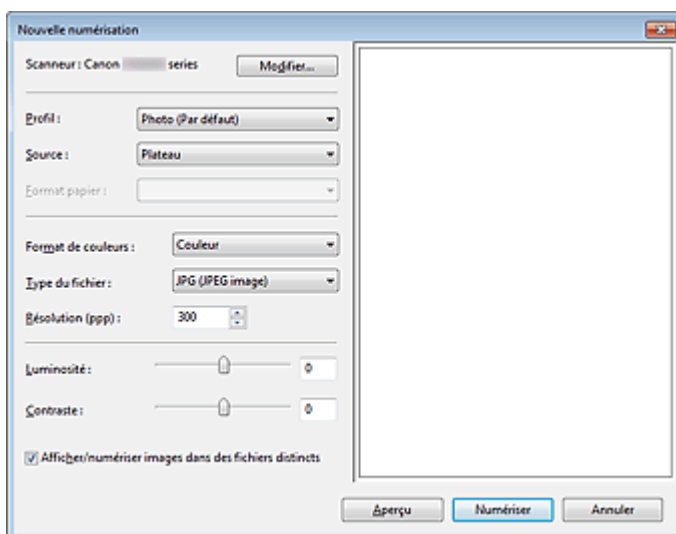 Nouvelle numérisation
Scanneur : Canon series Modifier...
Profil : Photo (Par défaut)
Source : Plateau
Format papier :
Format de couleurs : Couleur
Type du fichier : JPG (JPEG image)
Résolution (ppp) : 300
Luminosité : 0
Contraste : 0
Afficher/numériser images dans des fichiers distincts
Aperçu Numériser Annuler